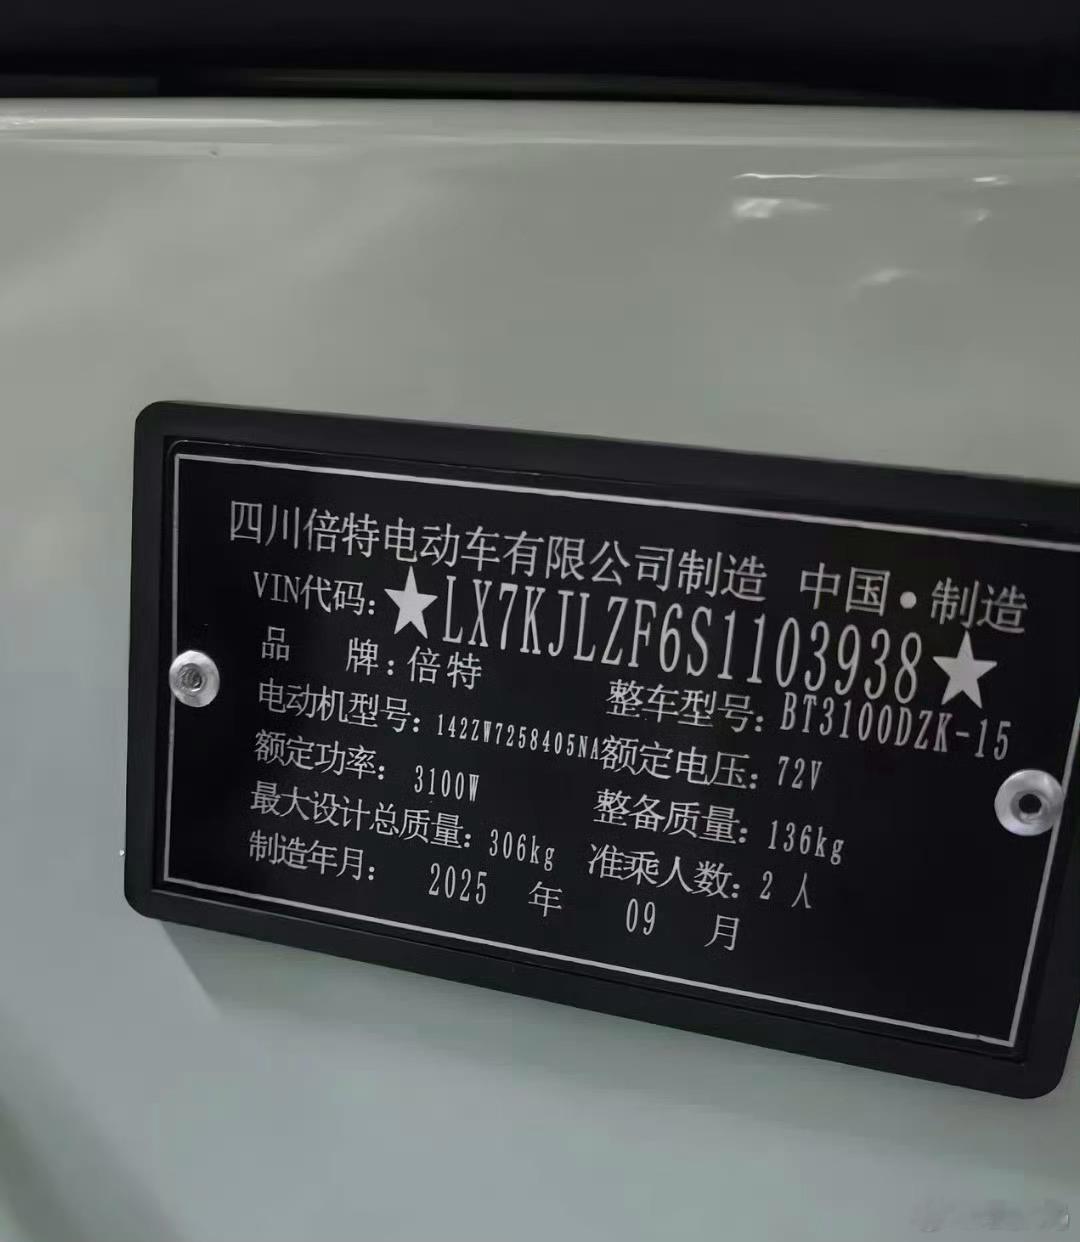 四川倍特电动车有限公司制造 中国·制造
VIN代码:★LX7KJLZF6S1103938★
品 牌:倍特 整车型号:BT3100DZK-15
电动机型号:142ZW7258405NA 额定电压:72V
额定功率: 3100W 整备质量:136kg
最大设计总质量:306kg 准乘人数:2 人
制造年月: 2025 年 09 月